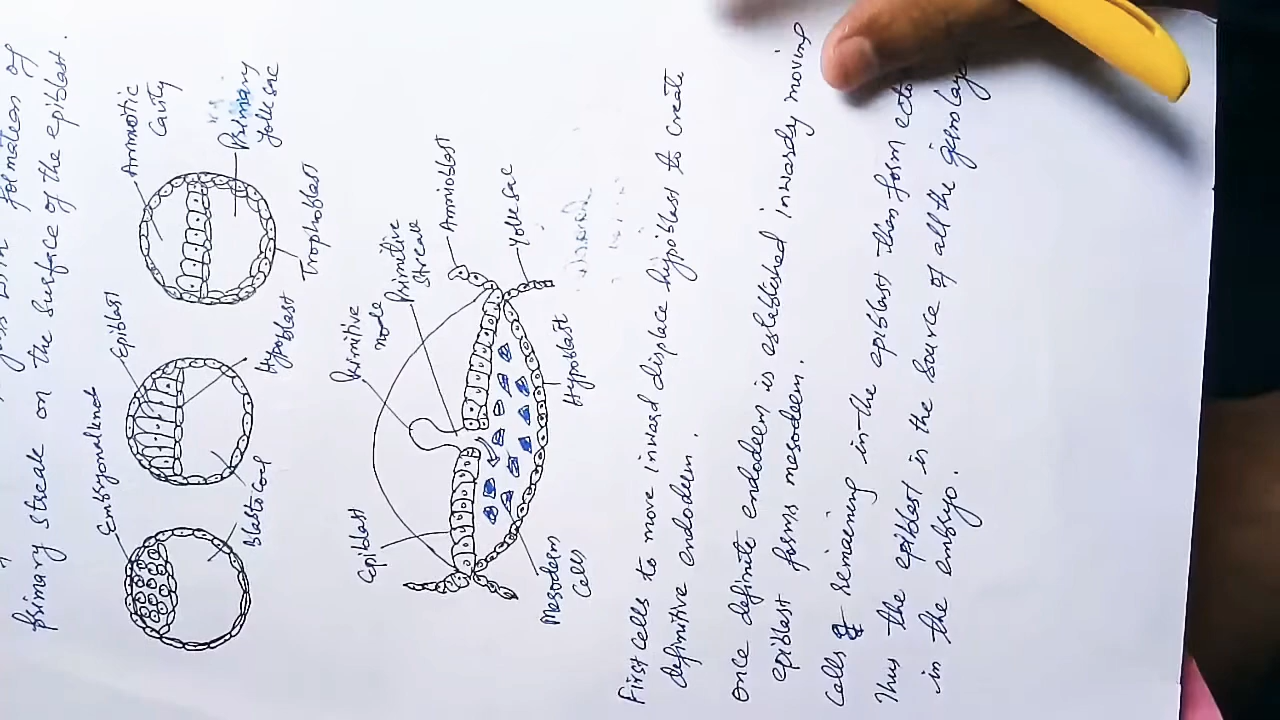 formation of
primary streak on the surface of the epiblast.
Embryonal knot
Blastocoel
Epiblast
Hypoblast
Amniotic
cavity
Primary
yolk sac
Trophoblast
Epiblast
Primitive
node
Primitive
streak
Amnioblast
Yolk sac
Hypoblast
Mesoderm
cells
First cells to move inward displace hypoblast to create
definitive endoderm.
Once definite endoderm is established inwardly moving
epiblast forms mesoderm.
Cells remaining in the epiblast then form ecto
Thus the epiblast is the source of all the germ laye
in the embryo.